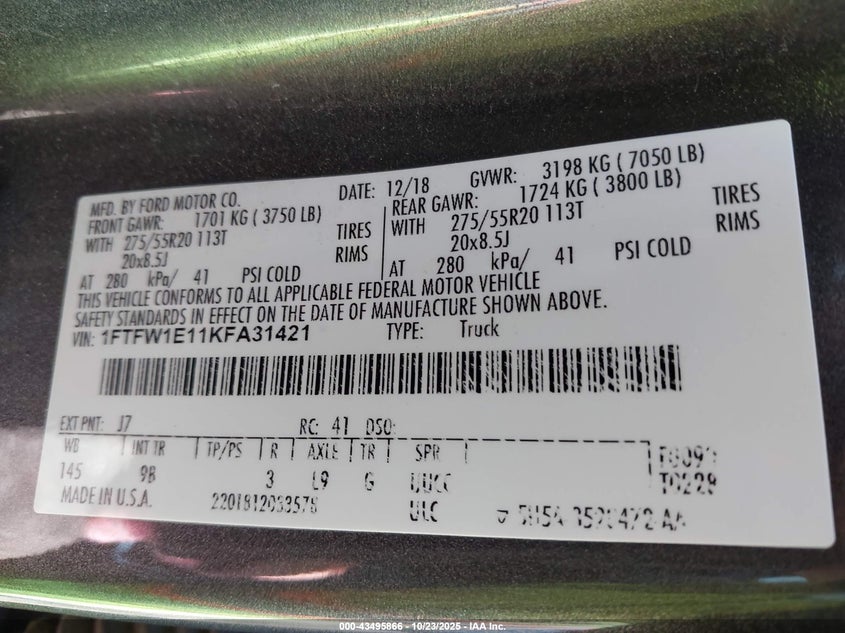 MFD. BY FORD MOTOR CO. DATE: 12/18 GVWR: 3198 KG ( 7050 LB)
FRONT GAWR: 1701 KG ( 3750 LB) REAR GAWR: 1724 KG ( 3800 LB)
WITH 275/55R20 113T TIRES WITH 275/55R20 113T TIRES
20x8.5J RIMS 20x8.5J RIMS
AT 280 kPa/ 41 PSI COLD AT 280 kPa/ 41 PSI COLD
THIS VEHICLE CONFORMS TO ALL APPLICABLE FEDERAL MOTOR VEHICLE
SAFETY STANDARDS IN EFFECT ON THE DATE OF MANUFACTURE SHOWN ABOVE.
VIN: 1FTFW1E11KFA31421 TYPE: Truck
EXT PNT: J7 RC: 41 DSO:
WB INT TR TP/PS R AXLE TR SPR
145 9B 3 L9 G UUCC
MADE IN U.S.A. 2201812033578
000-43495866 - 10/23/2025 - IAA Inc.